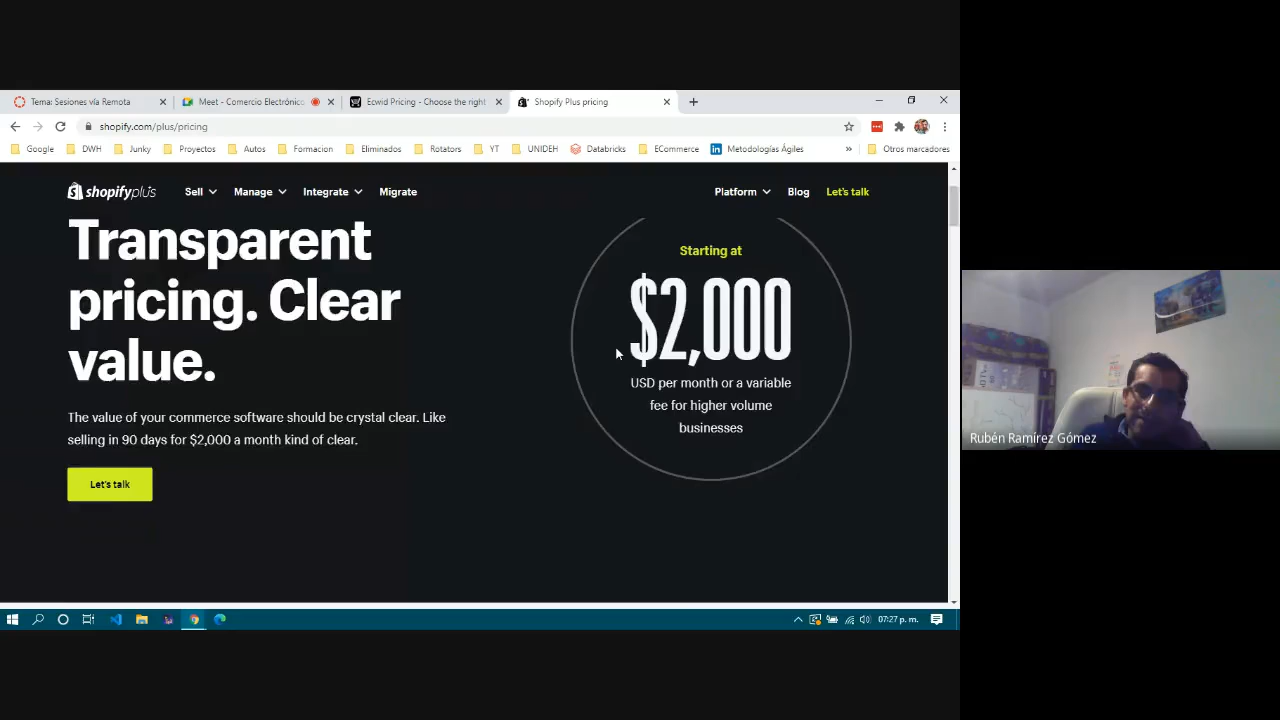 Tema: Sesiones vía Remota
Meet - Comercio Electrónico
Ecwid Pricing - Choose the right
Shopify Plus pricing
shopify.com/plus/pricing
Google
DWH
Junky
Proyectos
Autos
Formacion
Eliminados
Rotators
YT
UNIDEH
Databricks
ECommerce
Metodologías Ágiles
»
Otros marcadores
shopifyplus
Sell
Manage
Integrate
Migrate
Platform
Blog
Let's talk
Transparent
pricing. Clear
value.
The value of your commerce software should be crystal clear. Like
selling in 90 days for $2,000 a month kind of clear.
Let's talk
Starting at
$2,000
USD per month or a variable
fee for higher volume
businesses
Rubén Ramírez Gómez
07:27 p. m.